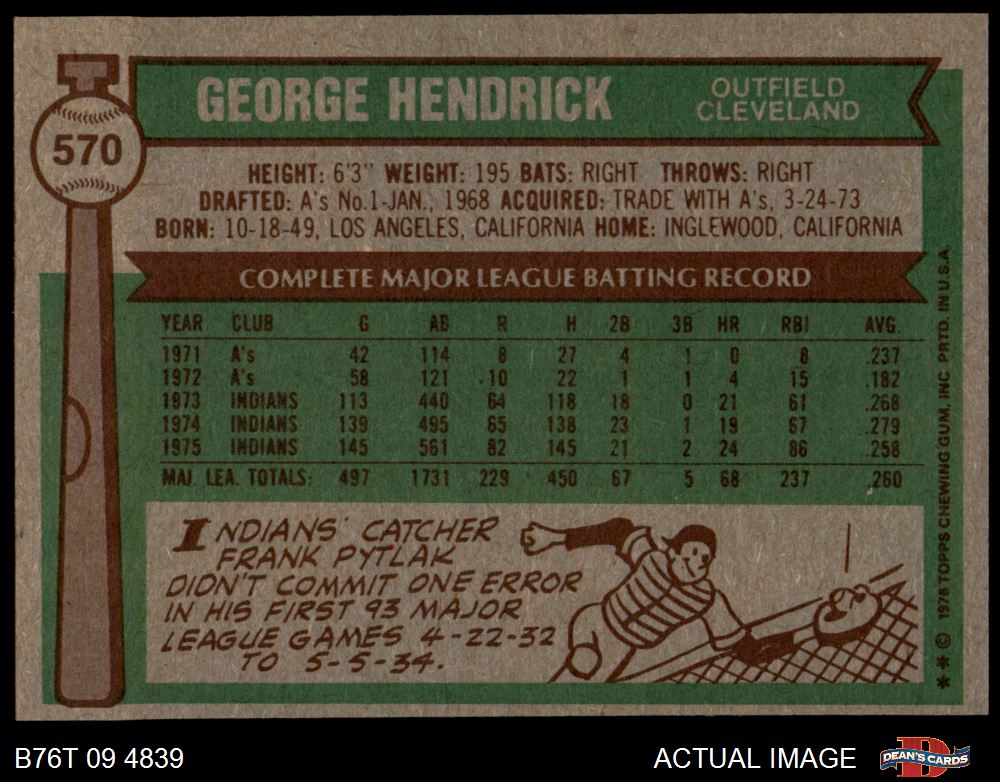 570
GEORGE HENDRICK
OUTFIELD
CLEVELAND
HEIGHT: 6'3" WEIGHT: 195 BATS: RIGHT THROWS: RIGHT
DRAFTED: A's No.1-JAN., 1968 ACQUIRED: TRADE WITH A's, 3-24-73
BORN: 10-18-49, LOS ANGELES, CALIFORNIA HOME: INGLEWOOD, CALIFORNIA
COMPLETE MAJOR LEAGUE BATTING RECORD
YEAR CLUB G AB R H 2B 3B HR RBI AVG.
1971 A's 42 114 8 27 4 1 0 8 .237
1972 A's 58 121 10 22 1 1 4 15 .182
1973 INDIANS 113 440 64 118 18 0 21 61 .268
1974 INDIANS 139 495 65 138 23 1 19 67 .279
1975 INDIANS 145 561 82 145 21 2 24 86 .258
MAJ. LEA. TOTALS: 497 1731 229 450 67 5 68 237 .260
INDIANS' CATCHER
FRANK PYTLAK
DIDN'T COMMIT ONE ERROR
IN HIS FIRST 93 MAJOR
LEAGUE GAMES 4-22-32
TO 5-5-34.
** © 1976 TOPPS CHEWING GUM, INC. PRTD. IN U.S.A.
B76T 09 4839
ACTUAL IMAGE
DEAN'S CARDS